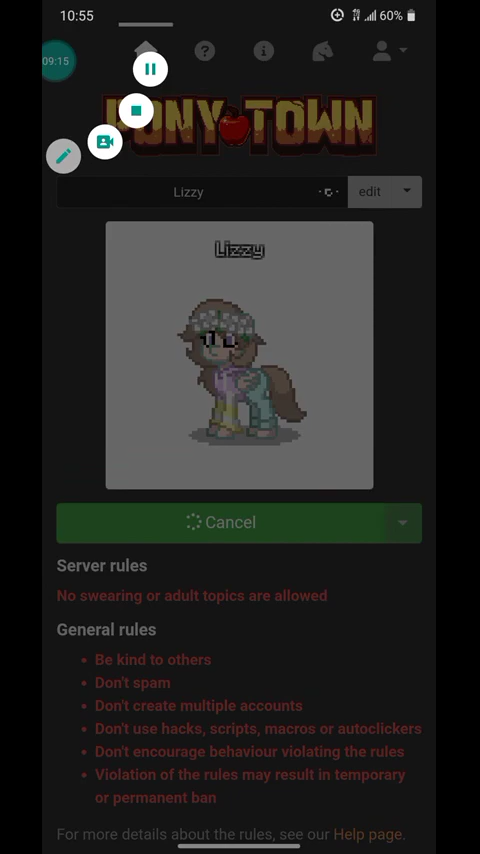 10:55
60%
09:15
PONY TOWN
Lizzy
edit
Lizzy
Cancel
Server rules
No swearing or adult topics are allowed
General rules
Be kind to others
Don't spam
Don't create multiple accounts
Don't use hacks, scripts, macros or autoclickers
Don't encourage behaviour violating the rules
Violation of the rules may result in temporary
or permanent ban
For more details about the rules, see our Help page.